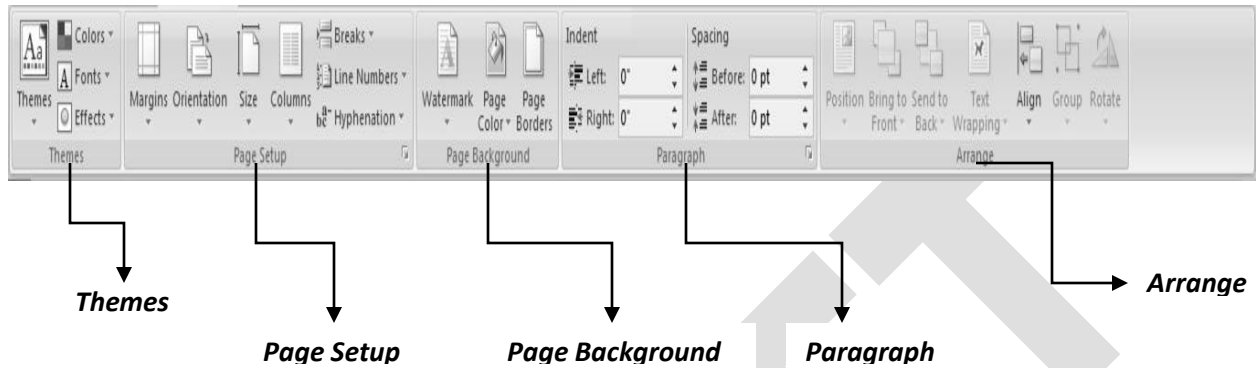 Themes
Colors
Fonts
Effects
Themes
Margins Orientation Size Columns
Breaks
Line Numbers
Hyphenation
Page Setup
Watermark Page Color Page Borders
Page Background
Indent Spacing
Left: 0" Before: 0 pt
Right: 0" After: 0 pt
Paragraph
Position Bring to Front Send to Back Text Wrapping Align Group Rotate
Arrange
Themes
Page Setup
Page Background
Paragraph
Arrange